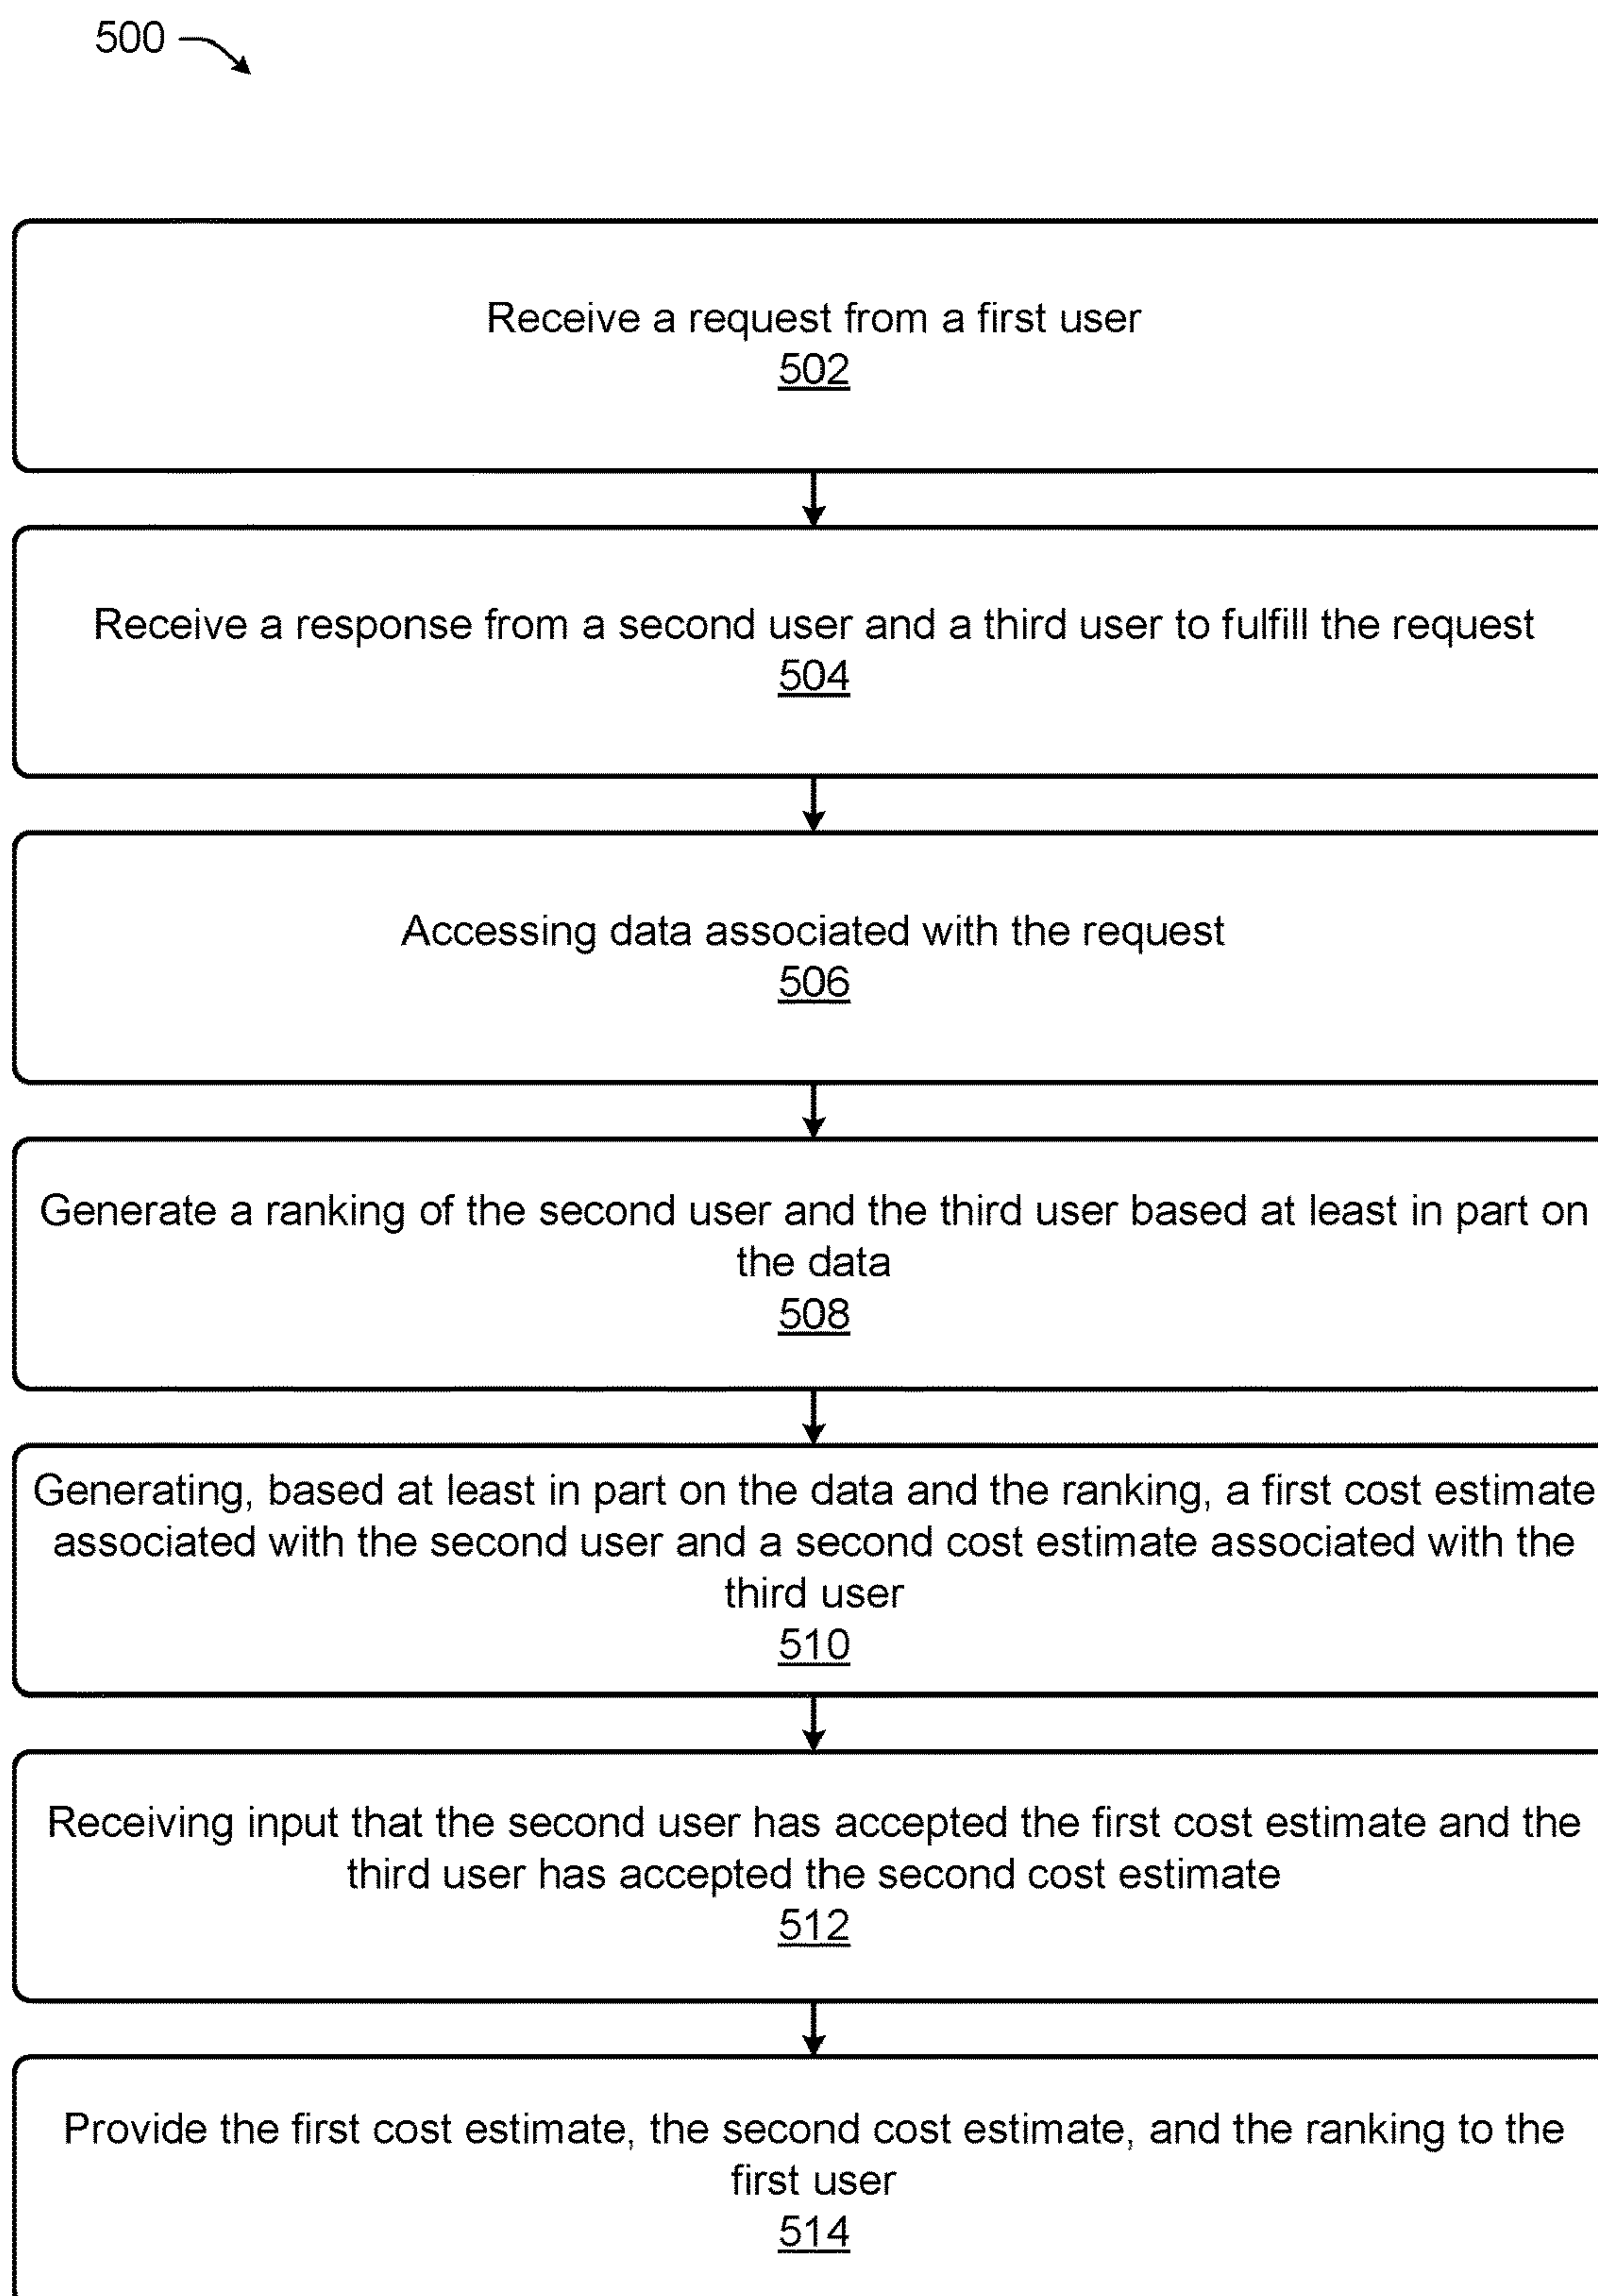 500
Receive a request from a first user
502
Receive a response from a second user and a third user to fulfill the request
504
Accessing data associated with the request
506
Generate a ranking of the second user and the third user based at least in part on
the data
508
Generating, based at least in part on the data and the ranking, a first cost estimate
associated with the second user and a second cost estimate associated with the
third user
510
Receiving input that the second user has accepted the first cost estimate and the
third user has accepted the second cost estimate
512
Provide the first cost estimate, the second cost estimate, and the ranking to the
first user
514